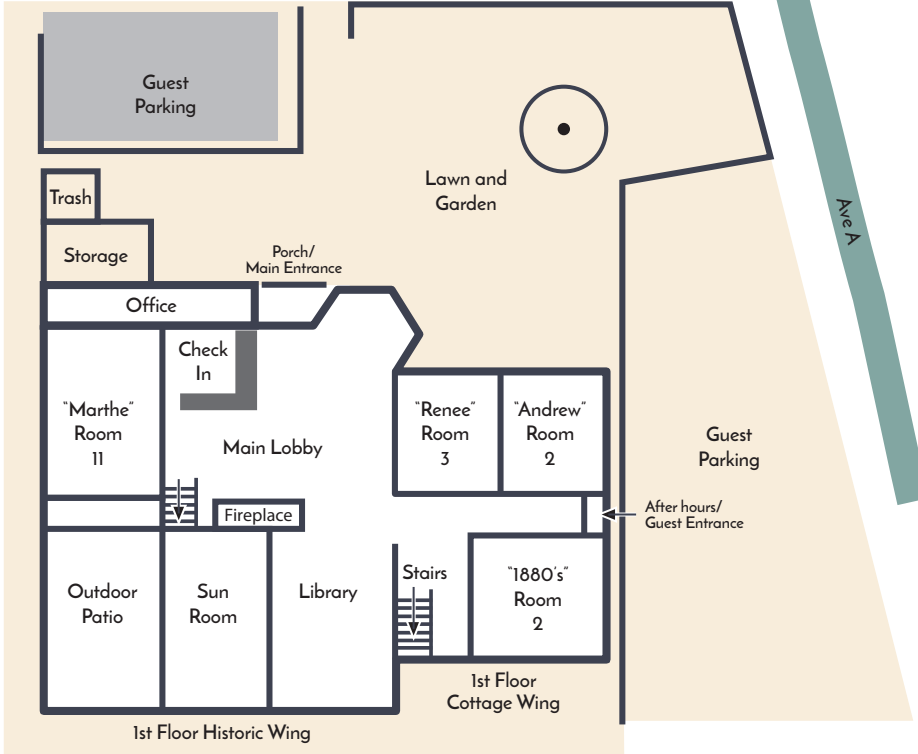 Guest
Parking
Lawn and
Garden
Ave A
Trash
Storage
Porch/
Main Entrance
Office
Check
In
"Marthe"
Room
11
Main Lobby
"Renee"
Room
3
"Andrew"
Room
2
Guest
Parking
Fireplace
After hours/
Guest Entrance
Outdoor
Patio
Sun
Room
Library
Stairs
"1880's"
Room
2
1st Floor
Cottage Wing
1st Floor Historic Wing